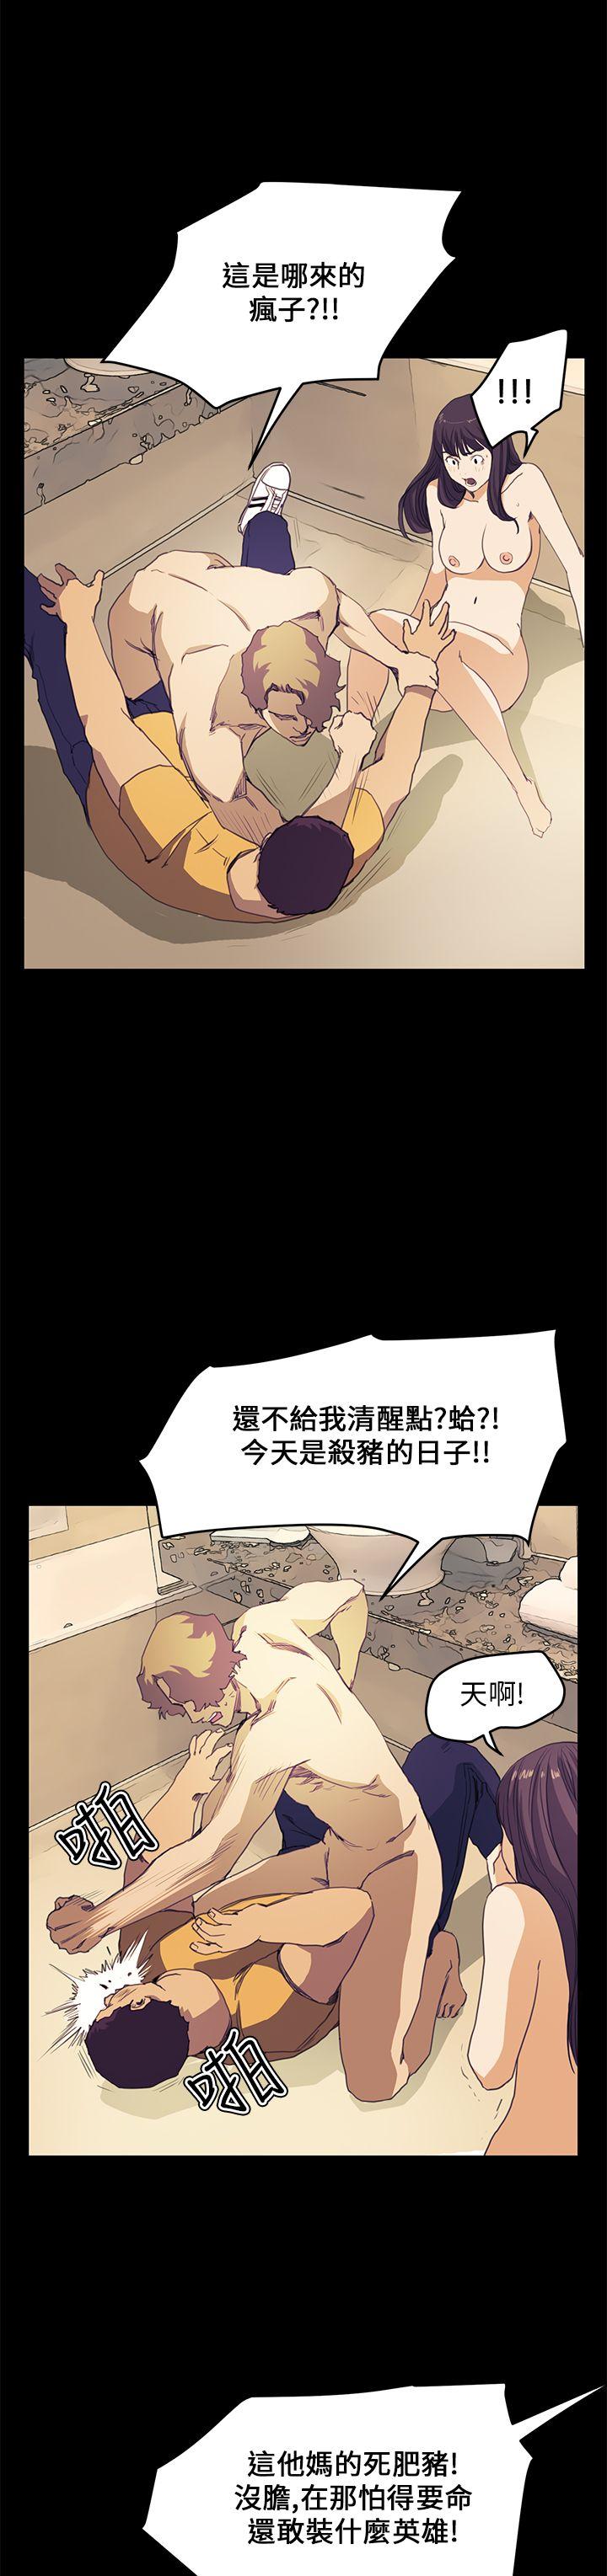 這是哪來的
瘋子?!!
!!!
還不給我清醒點?蛤?!
今天是殺豬的日子!!
天啊!
啪
啪
這他媽的死肥豬!
沒膽,在那怕得要命
還敢裝什麼英雄!